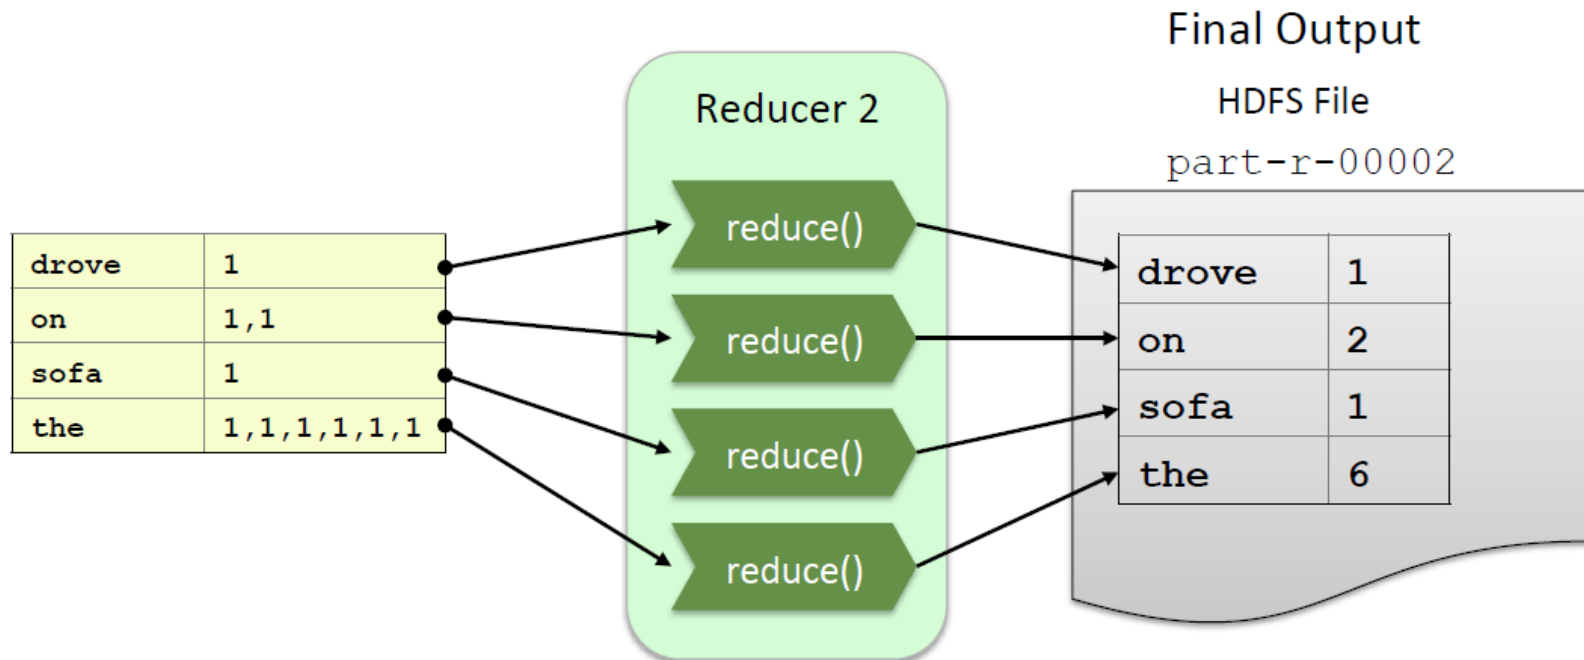 Final Output
HDFS File
part-r-00002
Reducer 2
drove 1
on 1,1
sofa 1
the 1,1,1,1,1,1
reduce()
reduce()
reduce()
reduce()
drove 1
on 2
sofa 1
the 6